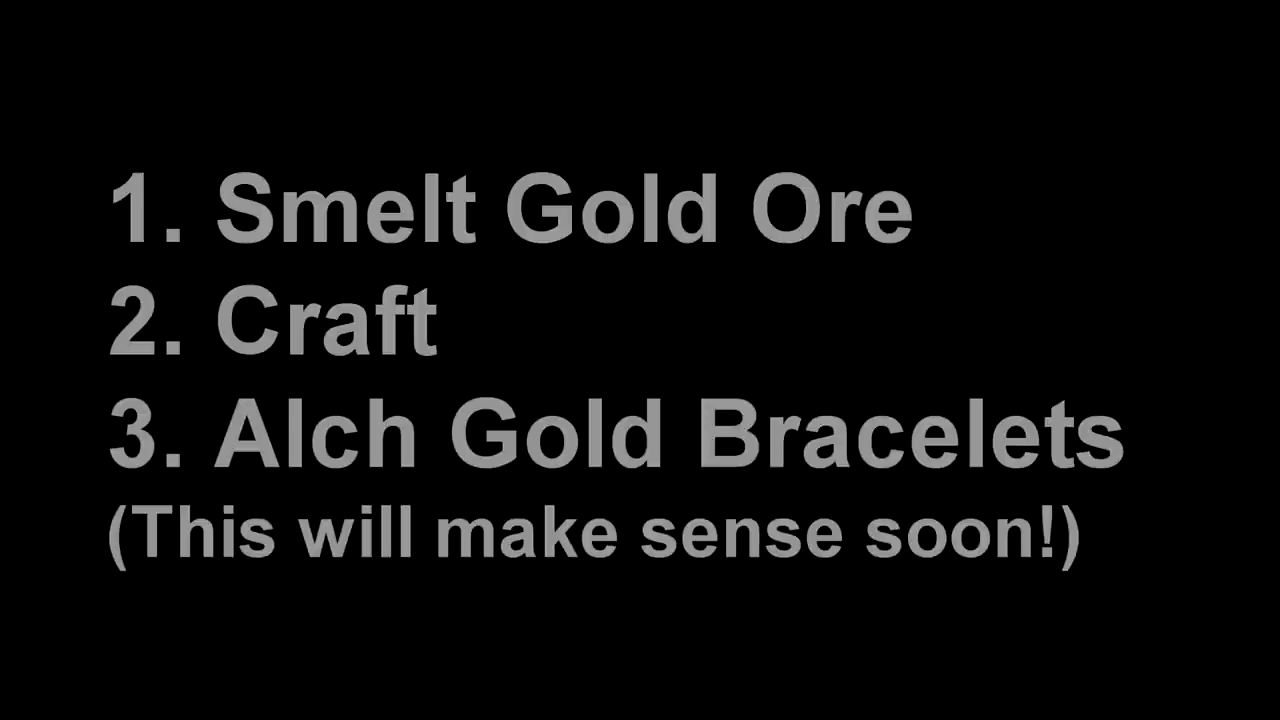 1. Smelt Gold Ore
2. Craft
3. Alch Gold Bracelets
(This will make sense soon!)